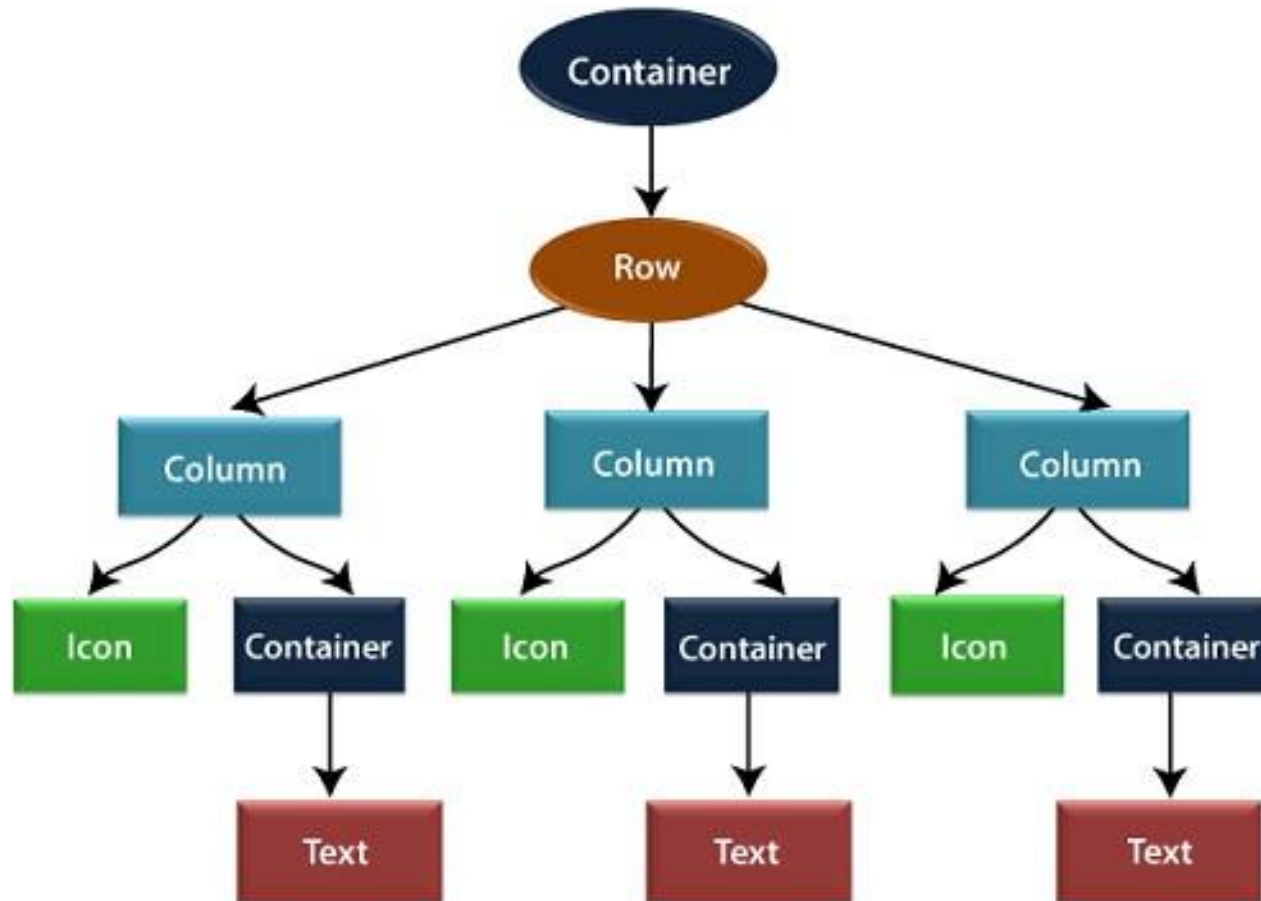 Container
Row
Column
Column
Column
Icon
Container
Icon
Container
Icon
Container
Text
Text
Text